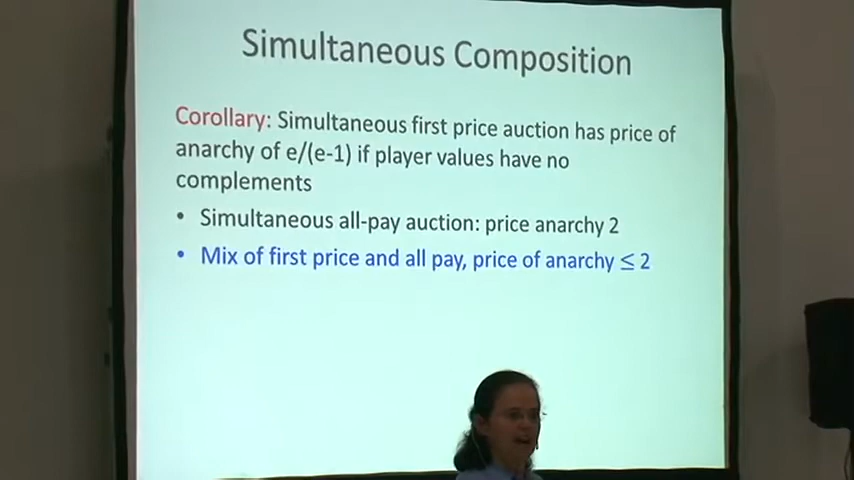 Simultaneous Composition
Corollary: Simultaneous first price auction has price of
anarchy of e/(e-1) if player values have no
complements
• Simultaneous all-pay auction: price anarchy 2
• Mix of first price and all pay, price of anarchy ≤ 2